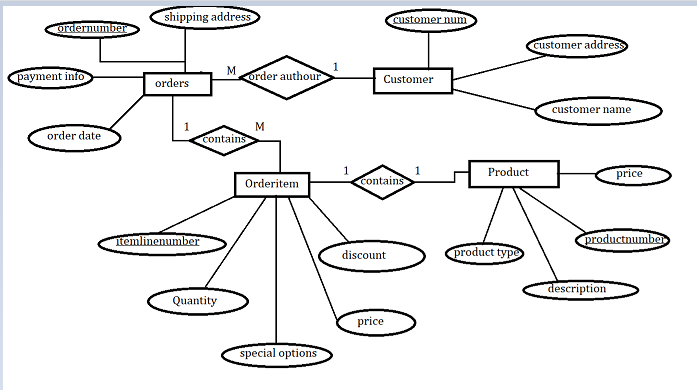 shipping address
ordernumber
customer num
customer address
payment info
orders
M
order authour
1
Customer
customer name
order date
1
contains
M
Orderitem
1
contains
1
Product
price
itemlinenumber
discount
product type
productnumber
Quantity
description
price
special options